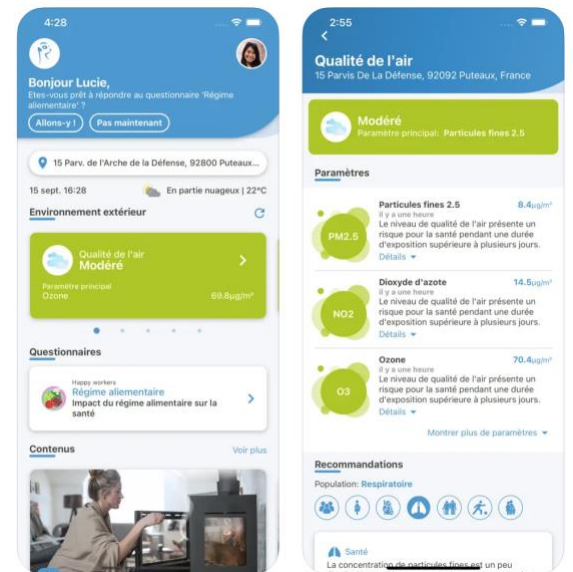 4:28
Bonjour Lucie,
Etes-vous prêt à répondre au questionnaire 'Régime
aliementaire' ?
Allons-y !
Pas maintenant
15 Parv. de l'Arche de la Défense, 92800 Puteaux...
15 sept. 16:28
En partie nuageux | 22°C
Environnement extérieur
Qualité de l'air
Modéré
Paramètre principal
Ozone
69.8µg/m³
Questionnaires
Happy workers
Régime aliementaire
Impact du régime alimentaire sur la
santé
Contenus
Voir plus
2:55
Qualité de l'air
15 Parvis De La Défense, 92092 Puteaux, France
Modéré
Paramètre principal: Particules fines 2.5
Paramètres
PM2.5
Particules fines 2.5
8.4µg/m³
il y a une heure
Le niveau de qualité de l'air présente un
risque pour la santé pendant une durée
d'exposition supérieure à plusieurs jours.
Détails
NO2
Dioxyde d'azote
14.5µg/m³
il y a une heure
Le niveau de qualité de l'air présente un
risque pour la santé pendant une durée
d'exposition supérieure à plusieurs jours.
Détails
O3
Ozone
70.4µg/m³
il y a une heure
Le niveau de qualité de l'air présente un
risque pour la santé pendant une durée
d'exposition supérieure à plusieurs jours.
Détails
Montrer plus de paramètres
Recommandations
Population: Respiratoire
Santé
La concentration de particules fines est un peu